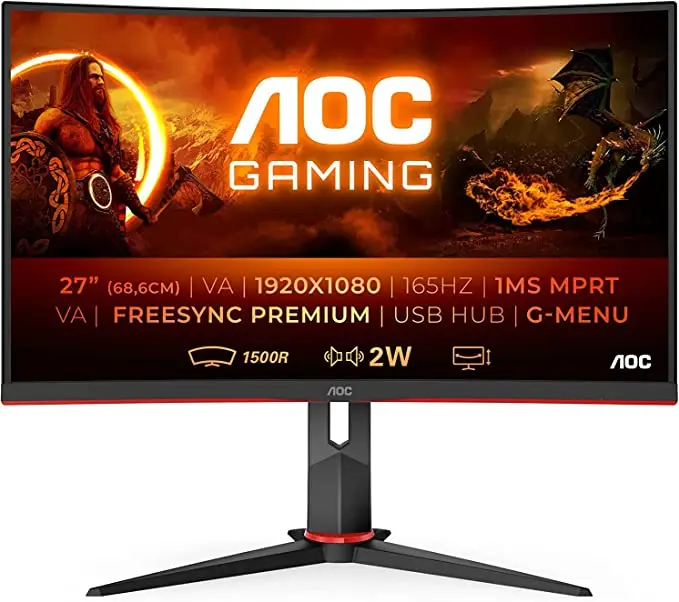 AOC
GAMING
27” (68,6CM) | VA | 1920X1080 | 165HZ | 1MS MPRT
VA | FREESYNC PREMIUM | USB HUB | G-MENU
1500R
2W
AOC
AOC